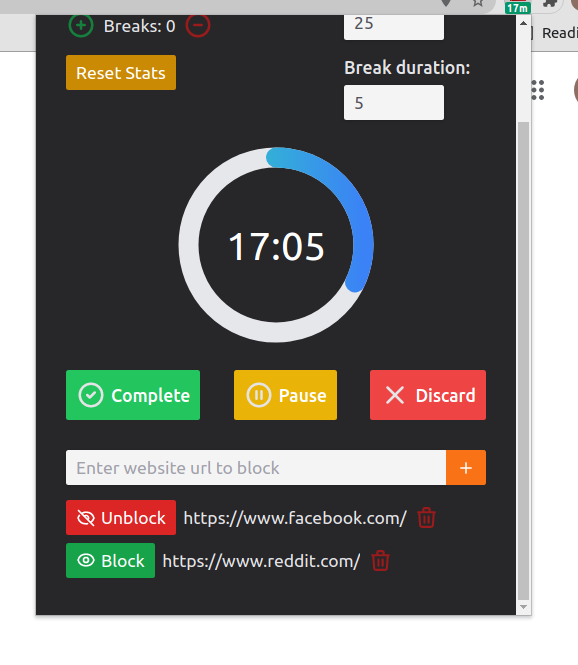 17m
Readi
Breaks: 0
25
Reset Stats
Break duration:
5
17:05
Complete
Pause
Discard
Enter website url to block
Unblock https://www.facebook.com/
Block https://www.reddit.com/